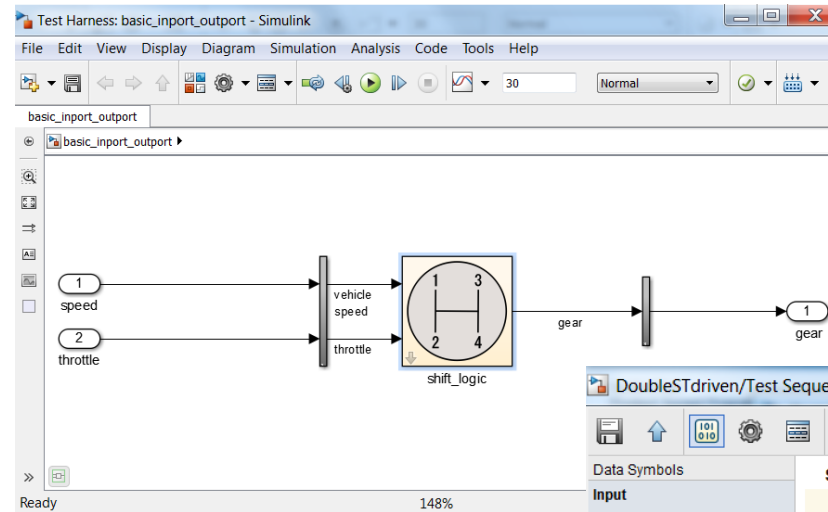 Test Harness: basic_inport_outport - Simulink
File Edit View Display Diagram Simulation Analysis Code Tools Help
30 Normal
basic_inport_outport
basic_inport_outport
1
speed
2
throttle
vehicle
speed
throttle
1 3
2 4
shift_logic
gear
1
gear
DoubleSTdriven/Test Seque
Data Symbols
Input
Ready 148%